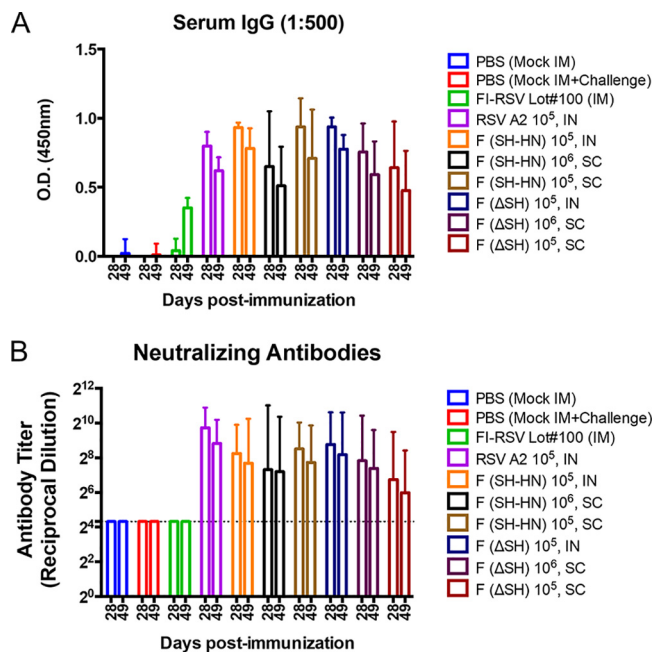 A
Serum IgG (1:500)
O.D. (450nm)
1.5
1.0
0.5
0.0
28 49 28 49 28 49 28 49 28 49 28 49 28 49 28 49 28 49 28 49
Days post-immunization
PBS (Mock IM)
PBS (Mock IM+Challenge)
FI-RSV Lot#100 (IM)
RSV A2 10⁵, IN
F (SH-HN) 10⁵, IN
F (SH-HN) 10⁶, SC
F (SH-HN) 10⁵, SC
F (ΔSH) 10⁵, IN
F (ΔSH) 10⁶, SC
F (ΔSH) 10⁵, SC
B
Neutralizing Antibodies
Antibody Titer
(Reciprocal Dilution)
2¹²
2¹⁰
2⁸
2⁶
2⁴
2²
2⁰
28 49 28 49 28 49 28 49 28 49 28 49 28 49 28 49 28 49 28 49
Days post-immunization
PBS (Mock IM)
PBS (Mock IM+Challenge)
FI-RSV Lot#100 (IM)
RSV A2 10⁵, IN
F (SH-HN) 10⁵, IN
F (SH-HN) 10⁶, SC
F (SH-HN) 10⁵, SC
F (ΔSH) 10⁵, IN
F (ΔSH) 10⁶, SC
F (ΔSH) 10⁵, SC